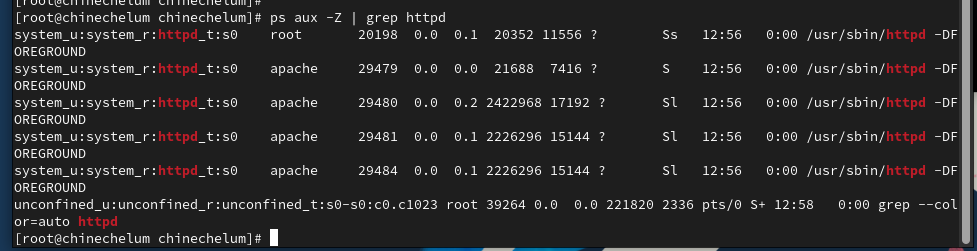 [root@chinechelum chinechelum]#
[root@chinechelum chinechelum]# ps aux -Z | grep httpd
system_u:system_r:httpd_t:s0    root       20198  0.0  0.1  20352 11556 ?        Ss   12:56   0:00 /usr/sbin/httpd -DF
OREGROUND
system_u:system_r:httpd_t:s0    apache     29479  0.0  0.0  21688  7416 ?        S    12:56   0:00 /usr/sbin/httpd -DF
OREGROUND
system_u:system_r:httpd_t:s0    apache     29480  0.0  0.2 2422968 17192 ?       Sl   12:56   0:00 /usr/sbin/httpd -DF
OREGROUND
system_u:system_r:httpd_t:s0    apache     29481  0.0  0.1 2226296 15144 ?       Sl   12:56   0:00 /usr/sbin/httpd -DF
OREGROUND
system_u:system_r:httpd_t:s0    apache     29484  0.0  0.1 2226296 15144 ?       Sl   12:56   0:00 /usr/sbin/httpd -DF
OREGROUND
unconfined_u:unconfined_r:unconfined_t:s0-s0:c0.c1023 root 39264 0.0  0.0 221820 2336 pts/0 S+ 12:58   0:00 grep --col
or=auto httpd
[root@chinechelum chinechelum]#